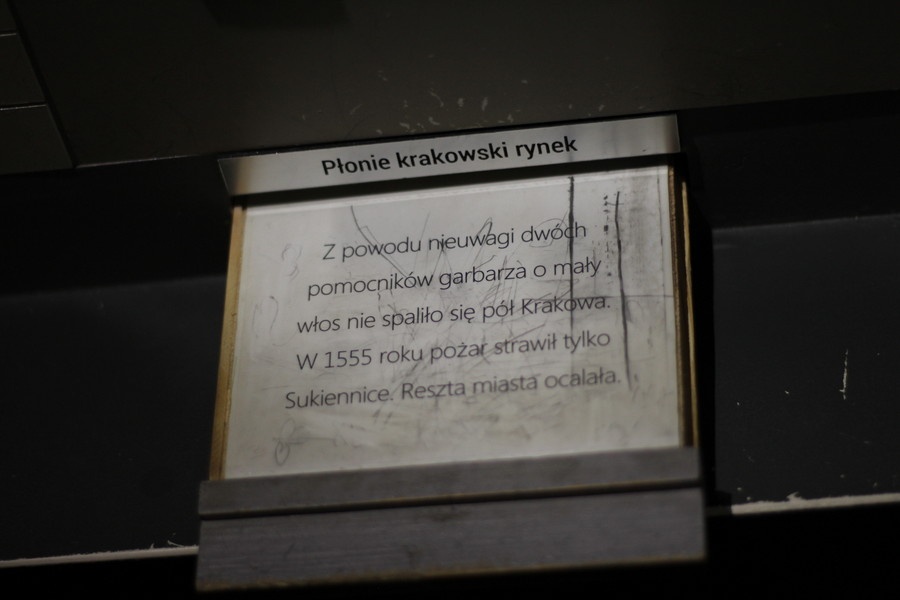 Płonie krakowski rynek
Z powodu nieuwagi dwóch
pomocników garbarza o mały
włos nie spaliło się pół Krakowa.
W 1555 roku pożar strawił tylko
Sukiennice. Reszta miasta ocalała.